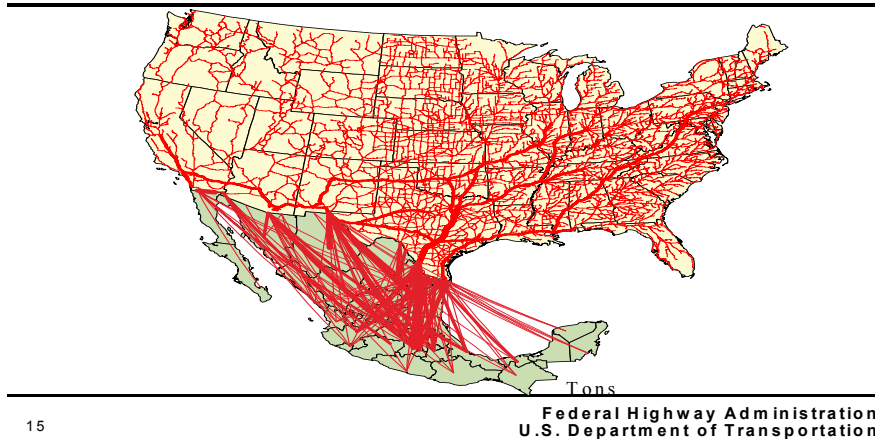 Tons
Federal Highway Administration
15
U.S. Department of Transportation